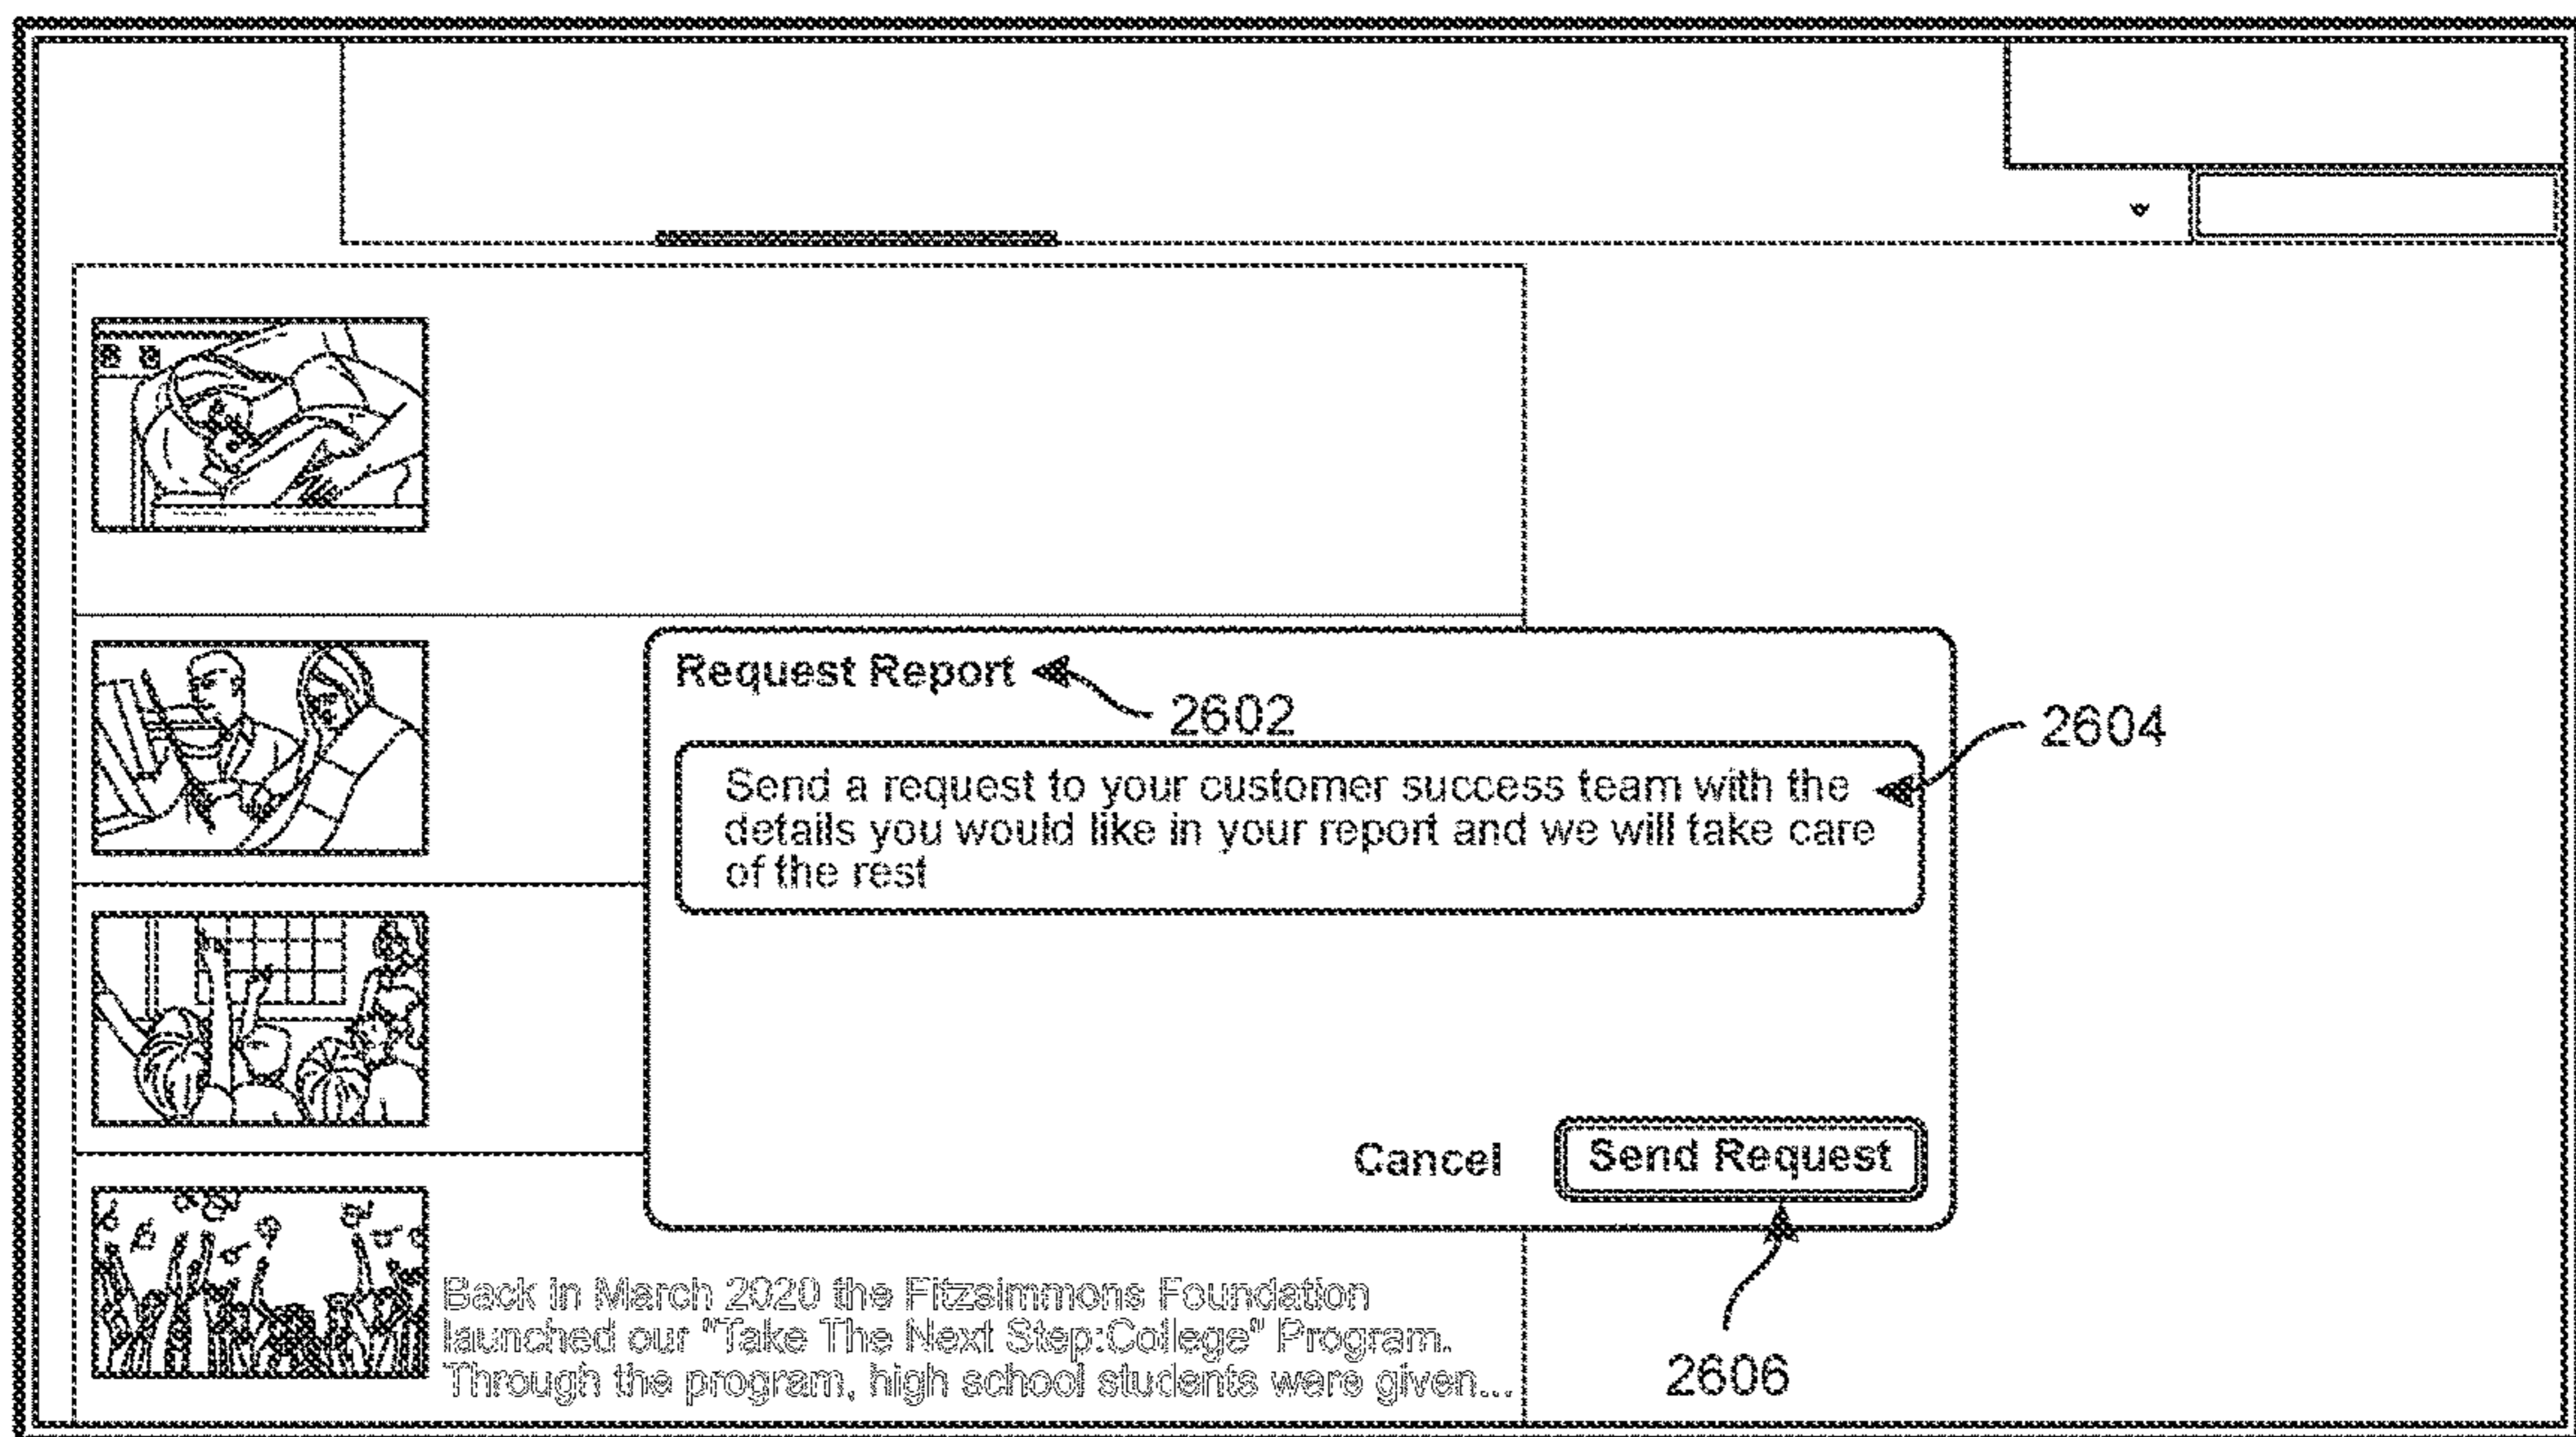 Request Report
2602
2604
Send a request to your customer success team with the
details you would like in your report and we will take care
of the rest
Cancel
Send Request
Back in March 2020 the Fitzsimmons Foundation
launched our "Take The Next Step:College" Program.
Through the program, high school students were given...
2606